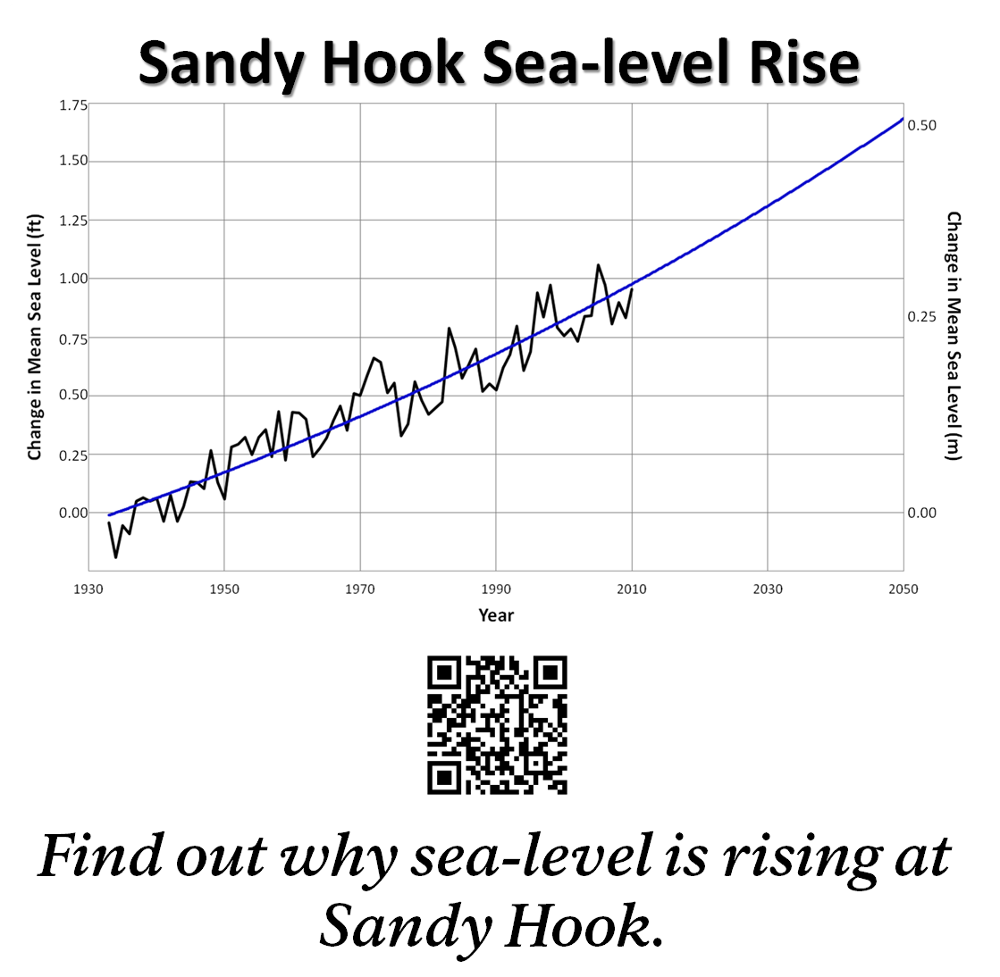 Sandy Hook Sea-level Rise
1.75
1.50
1.25
1.00
0.75
0.50
0.25
0.00
Change in Mean Sea Level (ft)
0.50
0.25
0.00
Change in Mean Sea Level (m)
1930 1950 1970 1990 2010 2030 2050
Year
Find out why sea-level is rising at
Sandy Hook.